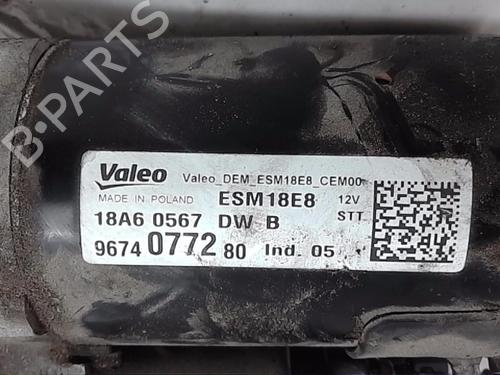 B-PARTS
Valeo Valeo_DEM_ESM18E8_CEM00
MADE IN POLAND ESM18E8 12V
18A6 0567 DW B STT
9674 0772 80 Ind. 05